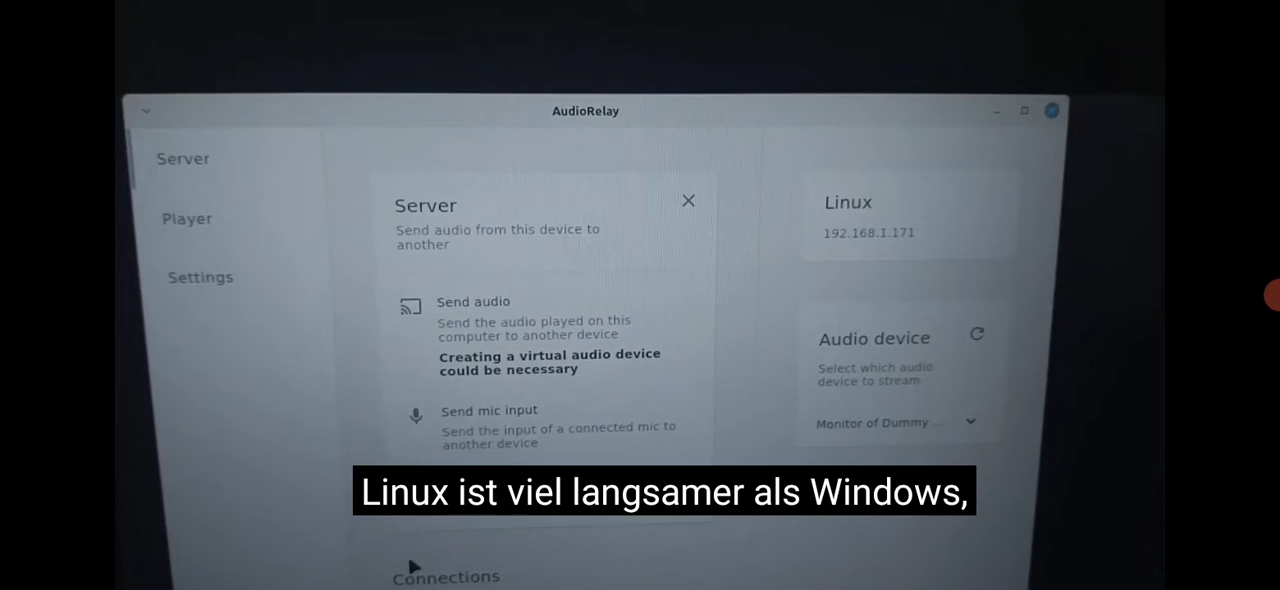 AudioRelay
Server
Player
Settings
Server
Send audio from this device to
another
Send audio
Send the audio played on this
computer to another device
Creating a virtual audio device
could be necessary
Send mic input
Send the input of a connected mic to
another device
Linux
192.168.1.171
Audio device
Select which audio
device to stream
Monitor of Dummy ...
Linux ist viel langsamer als Windows,
Connections